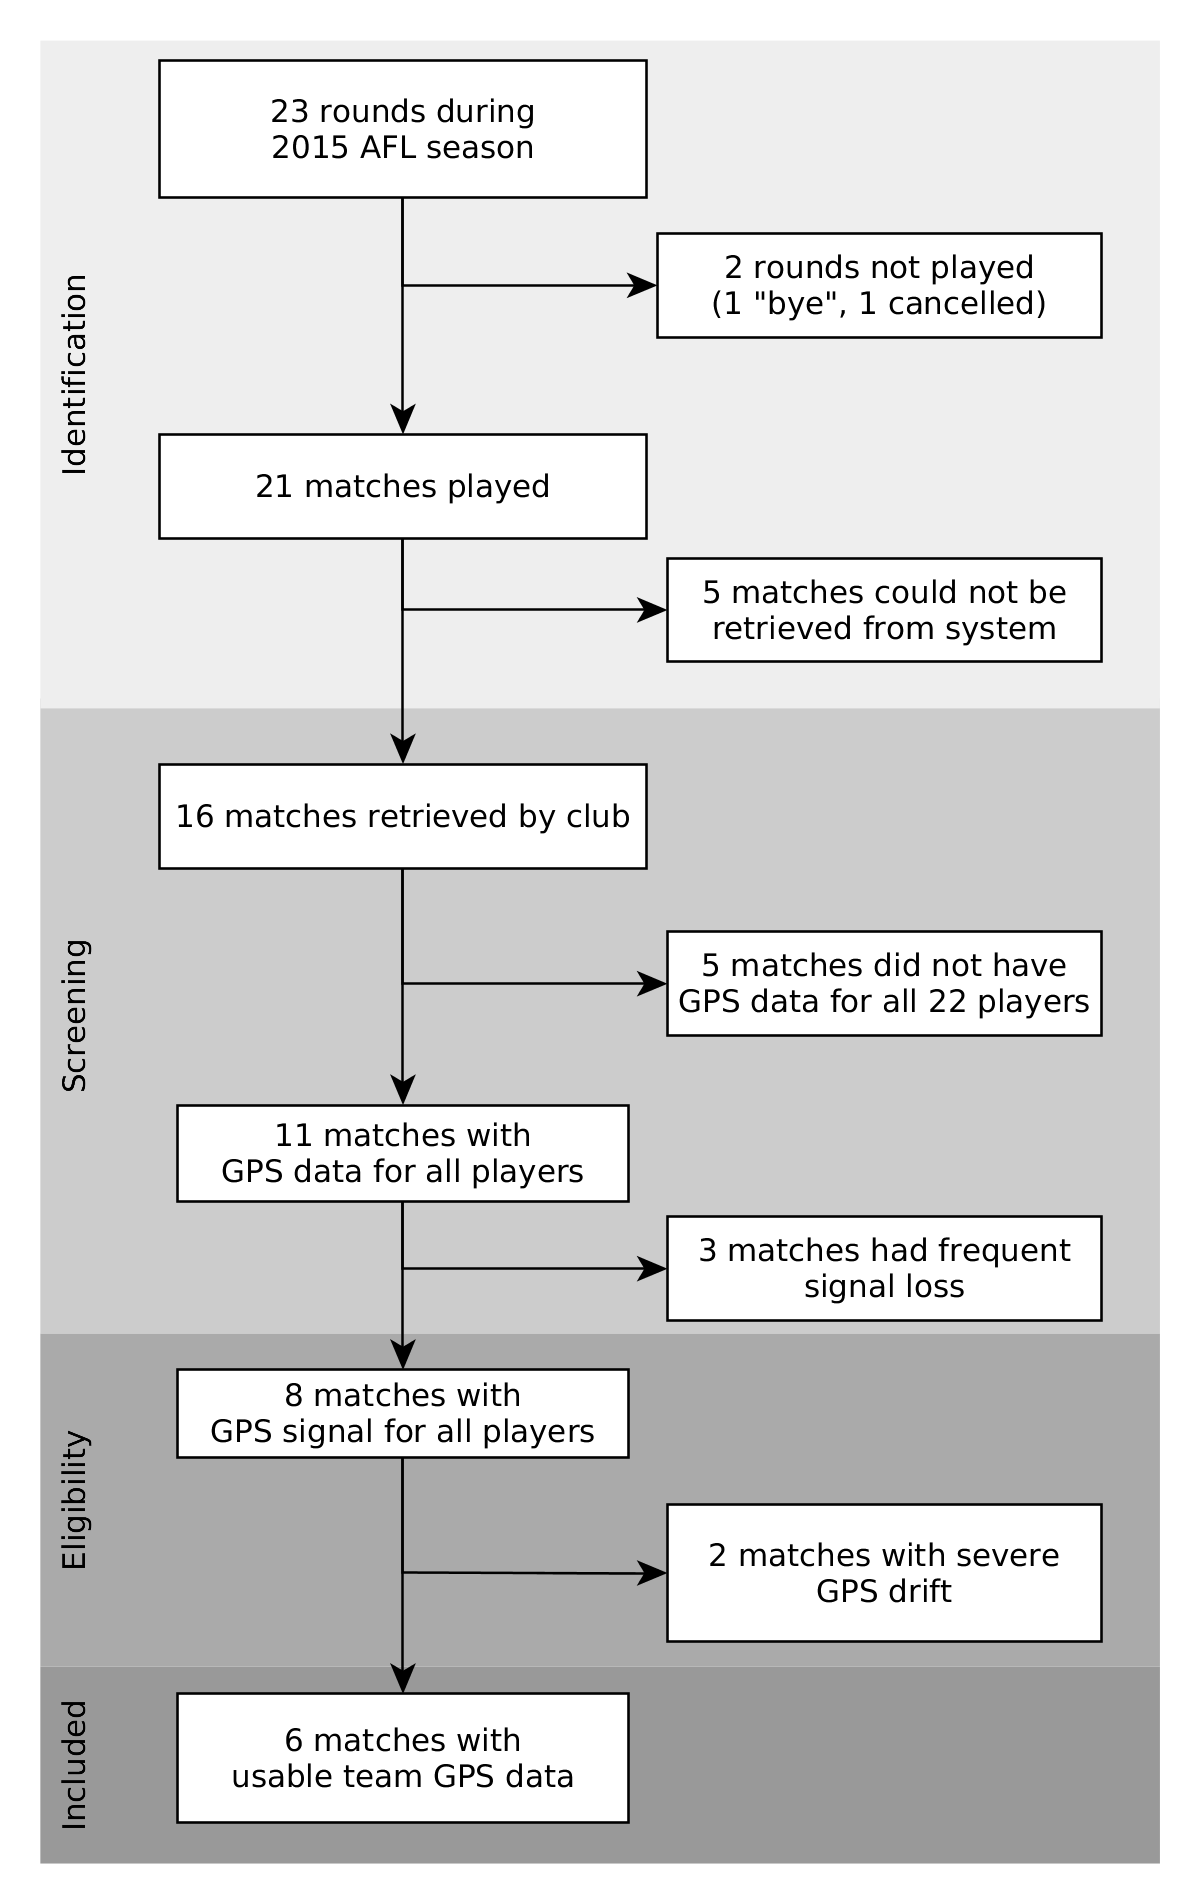 23 rounds during
2015 AFL season
2 rounds not played
(1 "bye", 1 cancelled)
Identification
21 matches played
5 matches could not be
retrieved from system
16 matches retrieved by club
Screening
5 matches did not have
GPS data for all 22 players
11 matches with
GPS data for all players
3 matches had frequent
signal loss
8 matches with
GPS signal for all players
Eligibility
2 matches with severe
GPS drift
Included
6 matches with
usable team GPS data